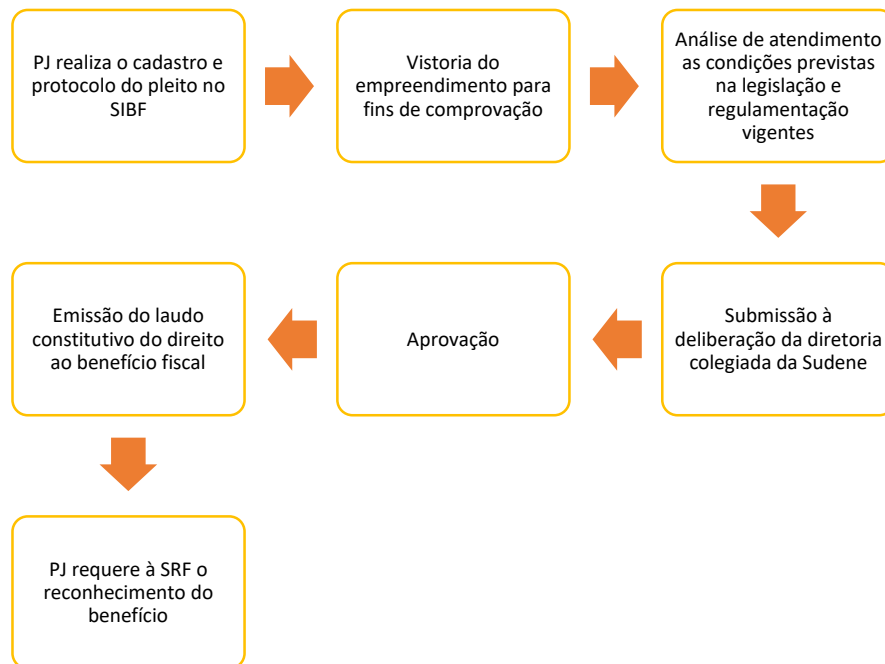 PJ realiza o cadastro e
protocolo do pleito no
SIBF
Vistoria do
empreendimento para
fins de comprovação
Análise de atendimento
as condições previstas
na legislação e
regulamentação
vigentes
Submissão à
deliberação da diretoria
colegiada da Sudene
Aprovação
Emissão do laudo
constitutivo do direito
ao benefício fiscal
PJ requere à SRF o
reconhecimento do
benefício